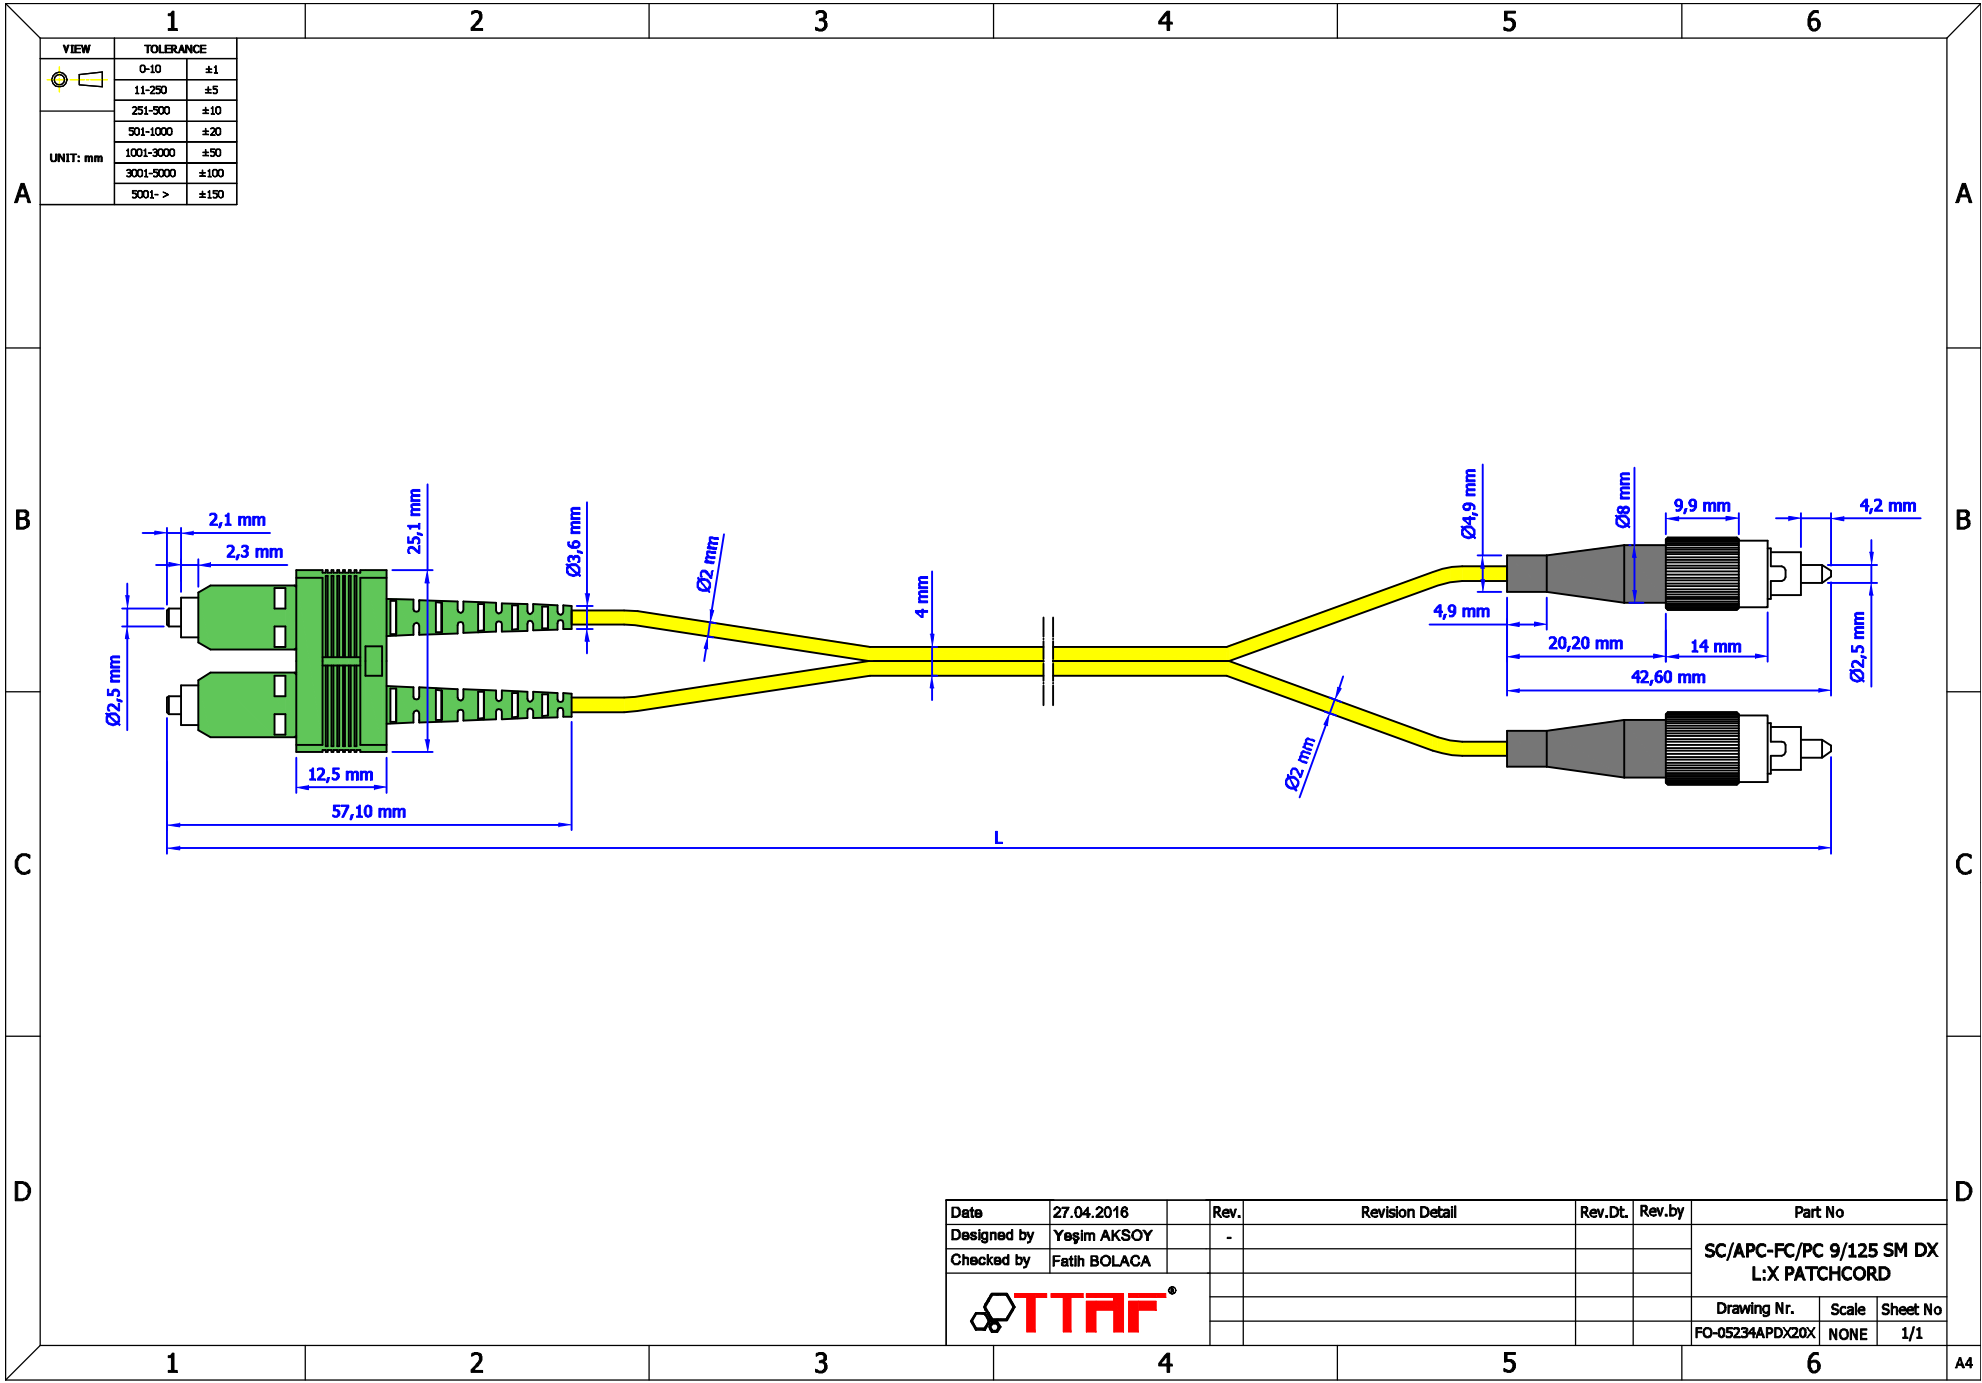 1 2 3 4 5 6
VIEW TOLERANCE
0-10 ±1
11-250 ±5
251-500 ±10
501-1000 ±20
UNIT: mm
1001-3000 ±50
3001-5000 ±100
5001- > ±150
A A
B B
C C
D D
2,1 mm
2,3 mm
Ø2,5 mm
25,1 mm
12,5 mm
57,10 mm
Ø3,6 mm
Ø2 mm
4 mm
L
Ø2 mm
Ø4,9 mm
Ø8 mm
9,9 mm
4,2 mm
4,9 mm
20,20 mm
14 mm
42,60 mm
Ø2,5 mm
Date 27.04.2016 Rev. Revision Detail Rev.Dt. Rev.by Part No
Designed by Yeşim AKSOY -
Checked by Fatih BOLACA
SC/APC-FC/PC 9/125 SM DX
L:X PATCHCORD
TTAF®
Drawing Nr. Scale Sheet No
FO-05234APDX20X NONE 1/1
1 2 3 4 5 6
A4